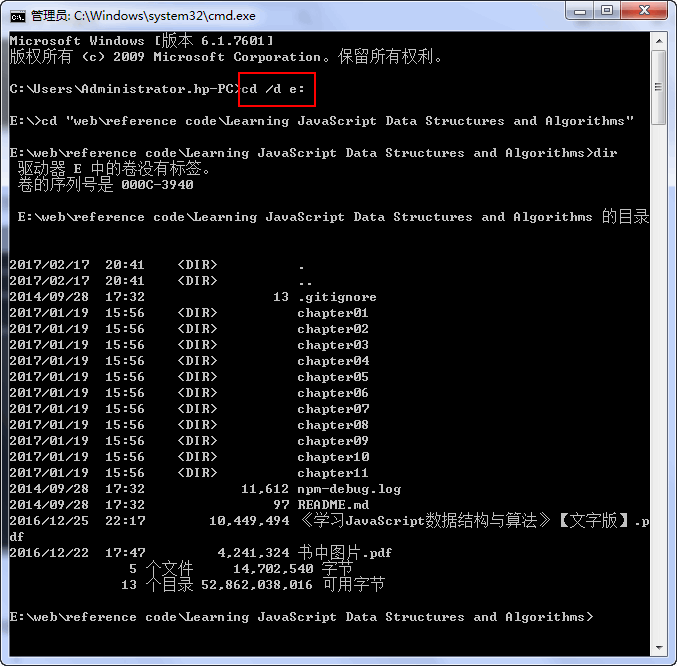 管理员: C:\Windows\system32\cmd.exe
Microsoft Windows [版本 6.1.7601]
版权所有 (c) 2009 Microsoft Corporation。保留所有权利。
C:\Users\Administrator.hp-PC>cd /d e:
E:\>cd "web\reference code\Learning JavaScript Data Structures and Algorithms"
E:\web\reference code\Learning JavaScript Data Structures and Algorithms>dir
驱动器 E 中的卷没有标签。
卷的序列号是 000C-3940
E:\web\reference code\Learning JavaScript Data Structures and Algorithms 的目录
2017/02/17  20:41    <DIR>          .
2017/02/17  20:41    <DIR>          ..
2014/09/28  17:32                13 .gitignore
2017/01/19  15:56    <DIR>          chapter01
2017/01/19  15:56    <DIR>          chapter02
2017/01/19  15:56    <DIR>          chapter03
2017/01/19  15:56    <DIR>          chapter04
2017/01/19  15:56    <DIR>          chapter05
2017/01/19  15:56    <DIR>          chapter06
2017/01/19  15:56    <DIR>          chapter07
2017/01/19  15:56    <DIR>          chapter08
2017/01/19  15:56    <DIR>          chapter09
2017/01/19  15:56    <DIR>          chapter10
2017/01/19  15:56    <DIR>          chapter11
2014/09/28  17:32            11,612 npm-debug.log
2014/09/28  17:32                97 README.md
2016/12/25  22:17        10,449,494 《学习JavaScript数据结构与算法》【文字版】.p
df
2016/12/22  17:47         4,241,324 书中图片.pdf
5 个文件     14,702,540 字节
13 个目录 52,862,038,016 可用字节
E:\web\reference code\Learning JavaScript Data Structures and Algorithms>